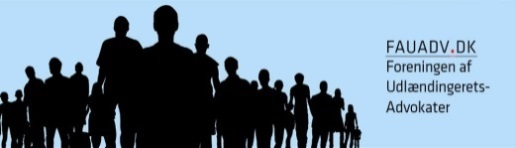 FAUADV.DK
Foreningen af
Udlændingerets-
Advokater